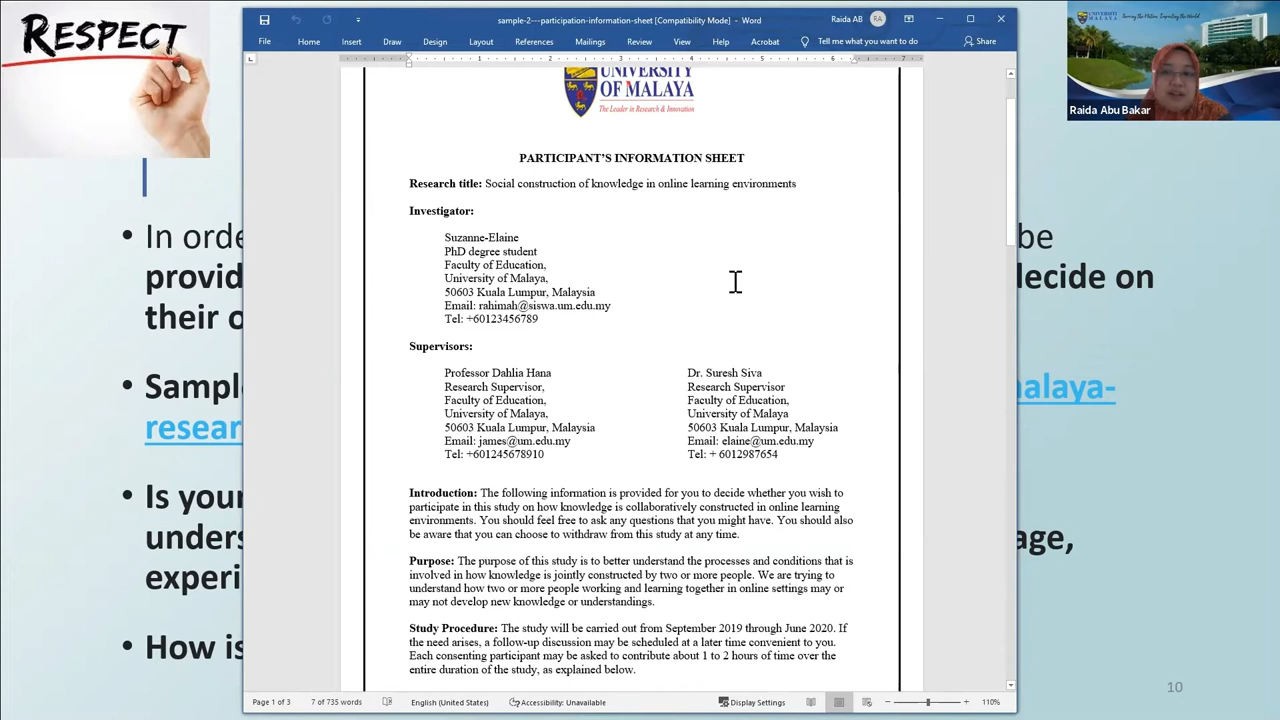 RESPECT
sample-2---participation-information-sheet [Compatibility Mode] - Word
Raida AB
RA
File Home Insert Draw Design Layout References Mailings Review View Help Acrobat Tell me what you want to do Share
UNIVERSITY
OF MALAYA
The Leader in Research & Innovation
PARTICIPANT'S INFORMATION SHEET
Research title: Social construction of knowledge in online learning environments
Investigator:
Suzanne-Elaine
PhD degree student
Faculty of Education,
University of Malaya,
50603 Kuala Lumpur, Malaysia
Email: rahimah@siswa.um.edu.my
Tel: +60123456789
Supervisors:
Professor Dahlia Hana
Research Supervisor,
Faculty of Education,
University of Malaya,
50603 Kuala Lumpur, Malaysia
Email: james@um.edu.my
Tel: +601245678910
Dr. Suresh Siva
Research Supervisor
Faculty of Education,
University of Malaya
50603 Kuala Lumpur, Malaysia
Email: elaine@um.edu.my
Tel: + 6012987654
Introduction: The following information is provided for you to decide whether you wish to
participate in this study on how knowledge is collaboratively constructed in online learning
environments. You should feel free to ask any questions that you might have. You should also
be aware that you can choose to withdraw from this study at any time.
Purpose: The purpose of this study is to better understand the processes and conditions that is
involved in how knowledge is jointly constructed by two or more people. We are trying to
understand how two or more people working and learning together in online settings may or
may not develop new knowledge or understandings.
Study Procedure: The study will be carried out from September 2019 through June 2020. If
the need arises, a follow-up discussion may be scheduled at a later time convenient to you.
Each consenting participant may be asked to contribute about 1 to 2 hours of time over the
entire duration of the study, as explained below.
Page 1 of 3 7 of 735 words English (United States) Accessibility: Unavailable Display Settings 110%
UNIVERSITI
MALAYA
Serving the Nation. Impacting the World
Raida Abu Bakar
• In orde
be
provid
decide on
their o
• Sampl
alaya-
resear
• Is your
unders
age,
experi
• How is
10